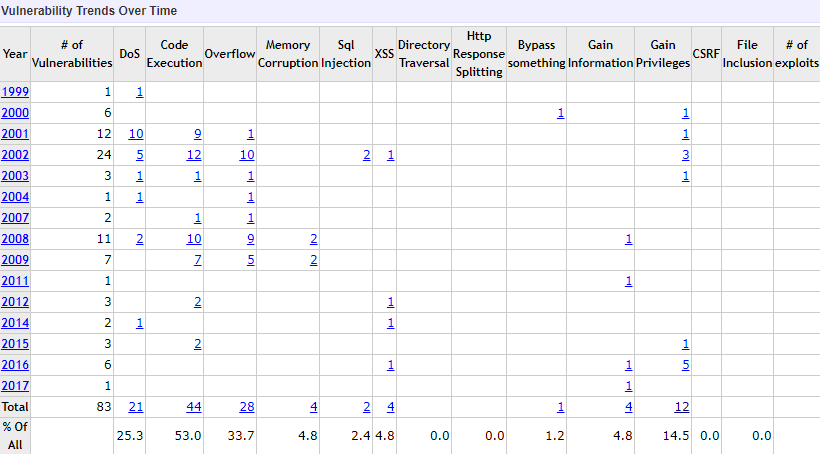 Vulnerability Trends Over Time
Year # of Vulnerabilities DoS Code Execution Overflow Memory Corruption Sql Injection XSS Directory Traversal Http Response Splitting Bypass something Gain Information Gain Privileges CSRF File Inclusion # of exploits
1999 1 1
2000 6 1 1
2001 12 10 9 1 1
2002 24 5 12 10 2 1 3
2003 3 1 1 1 1
2004 1 1 1
2007 2 1 1
2008 11 2 10 9 2 1
2009 7 7 5 2
2011 1 1
2012 3 2 1
2014 2 1 1
2015 3 2 1
2016 6 1 1 5
2017 1 1
Total 83 21 44 28 4 2 4 1 4 12
% Of All 25.3 53.0 33.7 4.8 2.4 4.8 0.0 0.0 1.2 4.8 14.5 0.0 0.0